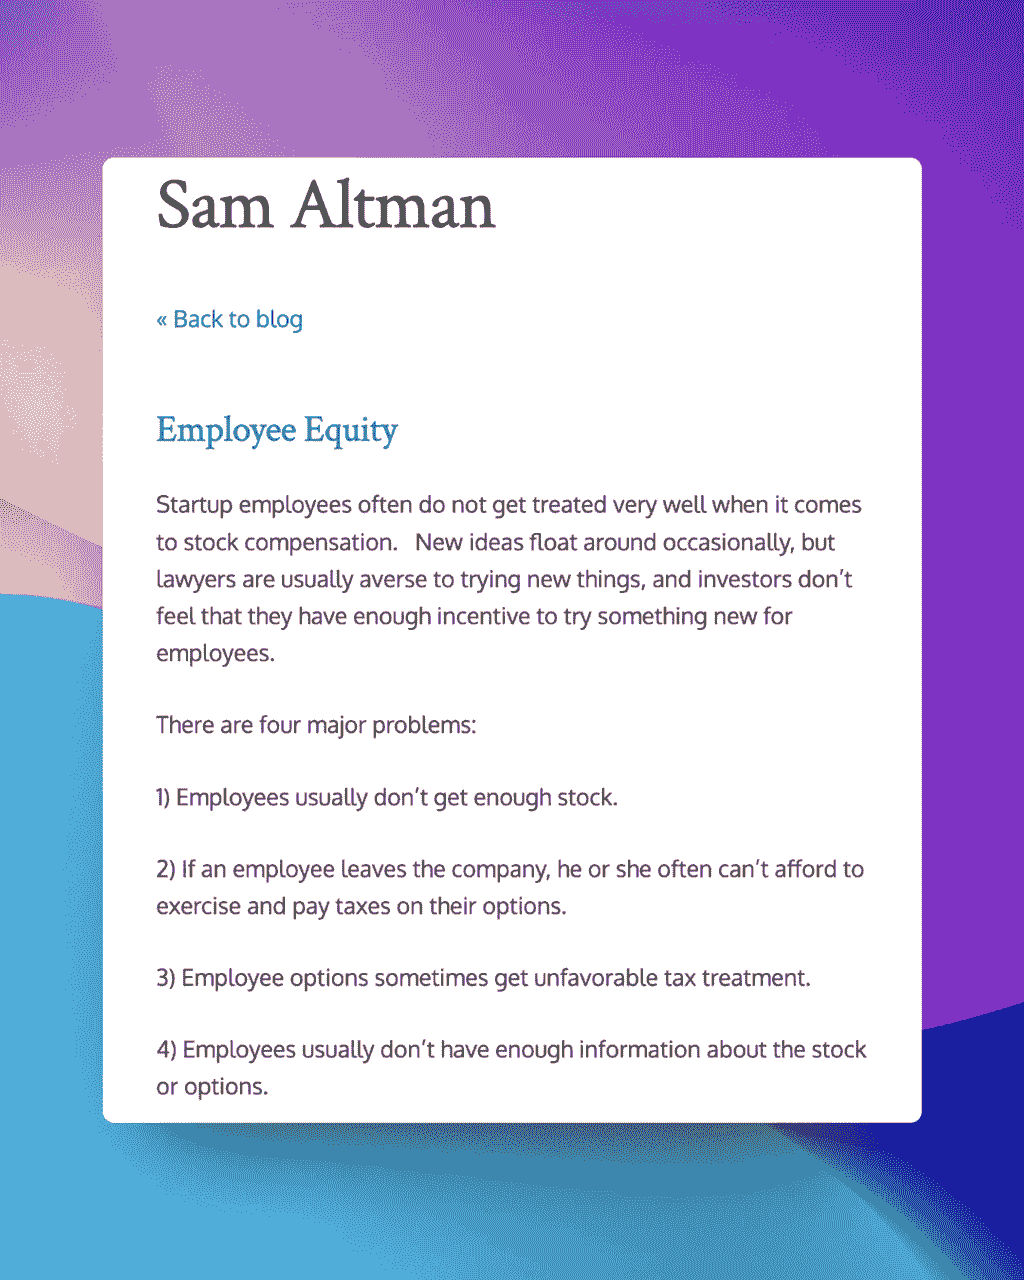 Sam Altman
« Back to blog
Employee Equity
Startup employees often do not get treated very well when it comes
to stock compensation.   New ideas float around occasionally, but
lawyers are usually averse to trying new things, and investors don’t
feel that they have enough incentive to try something new for
employees.
There are four major problems:
1) Employees usually don’t get enough stock.
2) If an employee leaves the company, he or she often can’t afford to
exercise and pay taxes on their options.
3) Employee options sometimes get unfavorable tax treatment.
4) Employees usually don’t have enough information about the stock
or options.